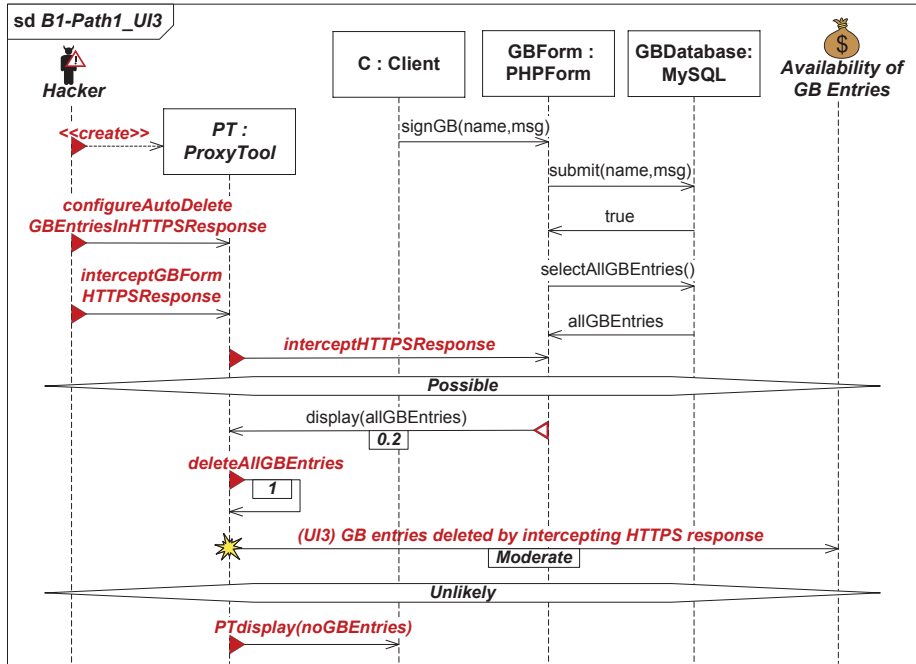 sd B1-Path1_UI3
Hacker
C : Client
GBForm :
PHPForm
GBDatabase:
MySQL
$
Availability of
GB Entries
<<create>>
PT :
ProxyTool
signGB(name,msg)
submit(name,msg)
configureAutoDelete
GBEntriesInHTTPSResponse
true
interceptGBForm
HTTPSResponse
selectAllGBEntries()
allGBEntries
interceptHTTPSResponse
Possible
display(allGBEntries)
0.2
deleteAllGBEntries
1
(UI3) GB entries deleted by intercepting HTTPS response
Moderate
Unlikely
PTdisplay(noGBEntries)